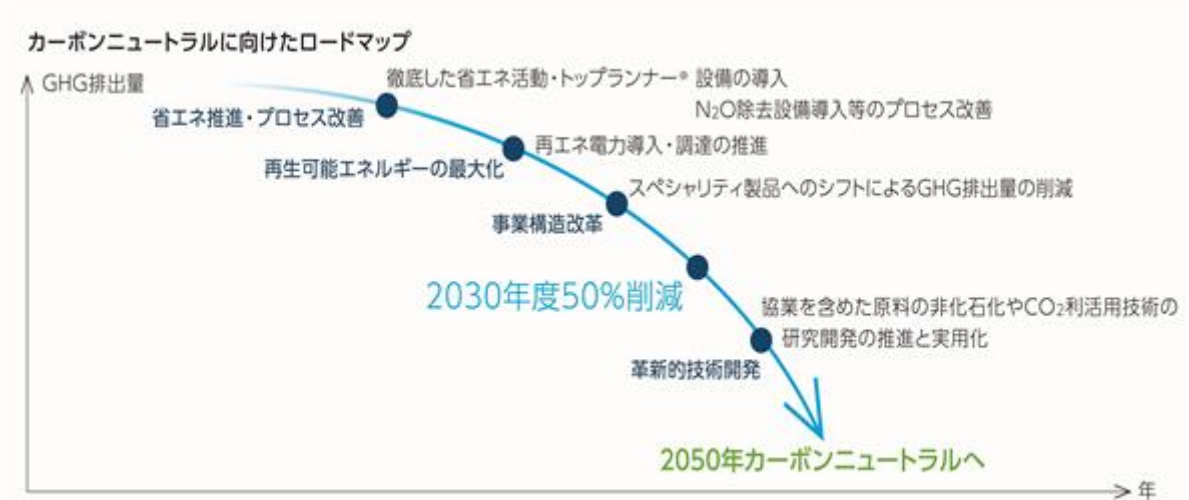 カーボンニュートラルに向けたロードマップ
GHG排出量
徹底した省エネ活動・トップランナー* 設備の導入
N₂O除去設備導入等のプロセス改善
省エネ推進・プロセス改善
再エネ電力導入・調達の推進
再生可能エネルギーの最大化
スペシャリティ製品へのシフトによるGHG排出量の削減
事業構造改革
2030年度50%削減
協業を含めた原料の非化石化やCO₂利活用技術の
研究開発の推進と実用化
革新的技術開発
2050年カーボンニュートラルへ
年